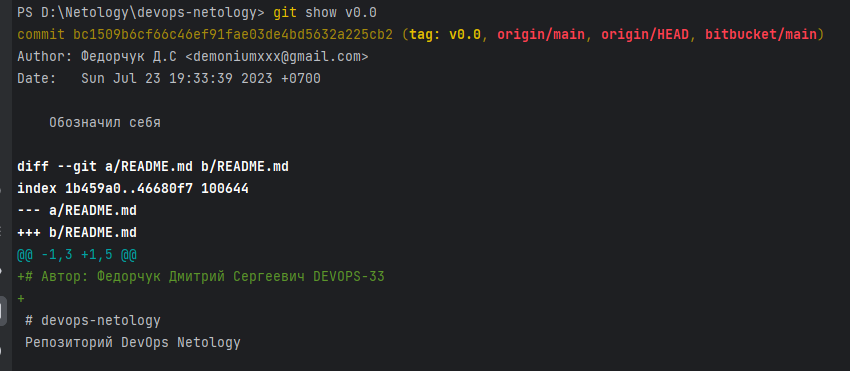 PS D:\Netology\devops-netology> git show v0.0
commit bc1509b6cf66c46ef91fae03de4bd5632a225cb2 (tag: v0.0, origin/main, origin/HEAD, bitbucket/main)
Author: Федорчук Д.С <demoniumxxx@gmail.com>
Date:   Sun Jul 23 19:33:39 2023 +0700
    Обозначил себя
diff --git a/README.md b/README.md
index 1b459a0..46680f7 100644
--- a/README.md
+++ b/README.md
@@ -1,3 +1,5 @@
+# Автор: Федорчук Дмитрий Сергеевич DEVOPS-33
+
 # devops-netology
 Репозиторий DevOps Netology